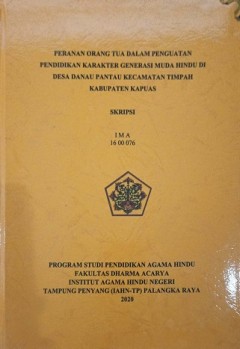 PERANAN ORANG TUA DALAM PENGUATAN
PENDIDIKAN KARAKTER GENERASI MUDA HINDU DI
DESA DANAU PANTAU KECAMATAN TIMPAH
KABUPATEN KAPUAS
SKRIPSI
I M A
16 00 076
PROGRAM STUDI PENDIDIKAN AGAMA HINDU
FAKULTAS DHARMA ACARYA
INSTITUT AGAMA HINDU NEGERI
TAMPUNG PENYANG (IAHN-TP) PALANGKA RAYA
2020